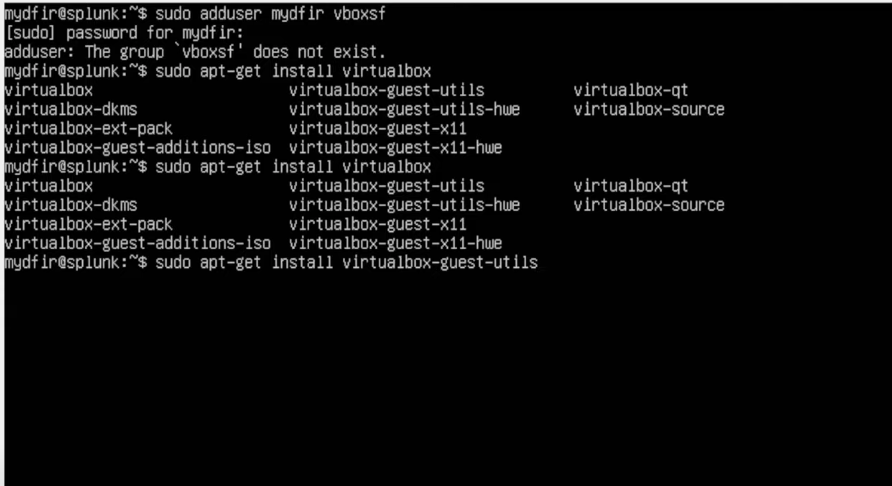 mydfir@splunk:~$ sudo adduser mydfir vboxsf
[sudo] password for mydfir:
adduser: The group `vboxsf' does not exist.
mydfir@splunk:~$ sudo apt-get install virtualbox
virtualbox                      virtualbox-guest-utils          virtualbox-qt
virtualbox-dkms                 virtualbox-guest-utils-hwe      virtualbox-source
virtualbox-ext-pack             virtualbox-guest-x11
virtualbox-guest-additions-iso  virtualbox-guest-x11-hwe
mydfir@splunk:~$ sudo apt-get install virtualbox
virtualbox                      virtualbox-guest-utils          virtualbox-qt
virtualbox-dkms                 virtualbox-guest-utils-hwe      virtualbox-source
virtualbox-ext-pack             virtualbox-guest-x11
virtualbox-guest-additions-iso  virtualbox-guest-x11-hwe
mydfir@splunk:~$ sudo apt-get install virtualbox-guest-utils